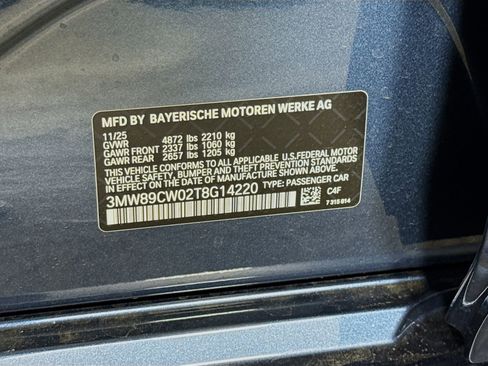 MFD BY BAYERISCHE MOTOREN WERKE AG
11/25
GVWR 4872 lbs 2210 kg
GAWR FRONT 2337 lbs 1060 kg
GAWR REAR 2657 lbs 1205 kg
THIS VEHICLE CONFORMS TO ALL APPLICABLE U.S. FEDERAL MOTOR
VEHICLE SAFETY, BUMPER, AND THEFT PREVENTION STANDARDS
IN EFFECT ON THE DATE OF MANUFACTURE SHOWN ABOVE.
3MW89CW02T8G14220 TYPE: PASSENGER CAR
C4F
7 315 014